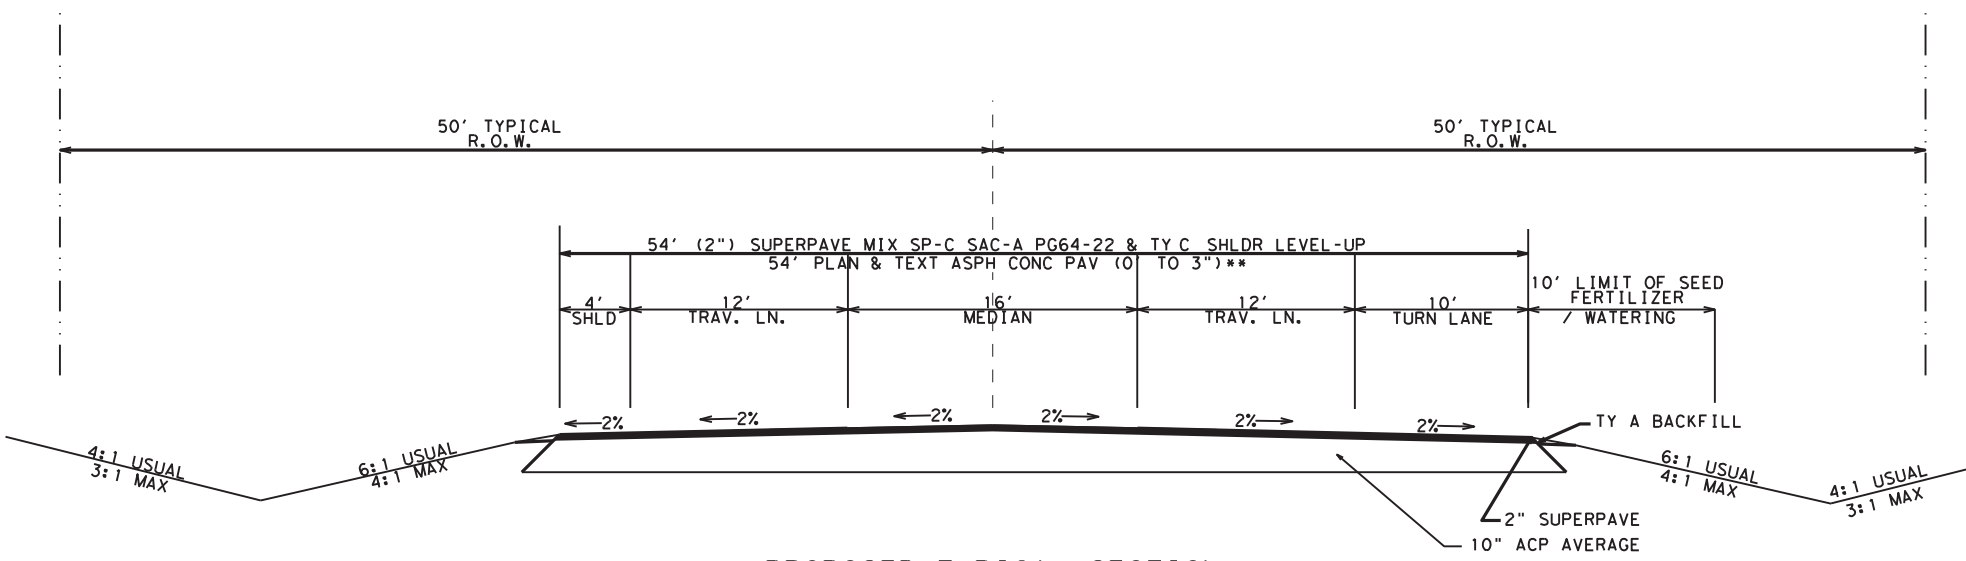 50' TYPICAL
R.O.W.
50' TYPICAL
R.O.W.
54' (2") SUPERPAVE MIX SP-C SAC-A PG64-22 & TY C SHLDR LEVEL-UP
54' PLAN & TEXT ASPH CONC PAV (0' TO 3")**
4'
SHLD
12'
TRAV. LN.
16'
MEDIAN
12'
TRAV. LN.
10'
TURN LANE
10' LIMIT OF SEED
FERTILIZER
/ WATERING
2%
2%
2%
2%
2%
2%
TY A BACKFILL
4:1 USUAL
3:1 MAX
6:1 USUAL
4:1 MAX
6:1 USUAL
4:1 MAX
4:1 USUAL
3:1 MAX
2" SUPERPAVE
10" ACP AVERAGE